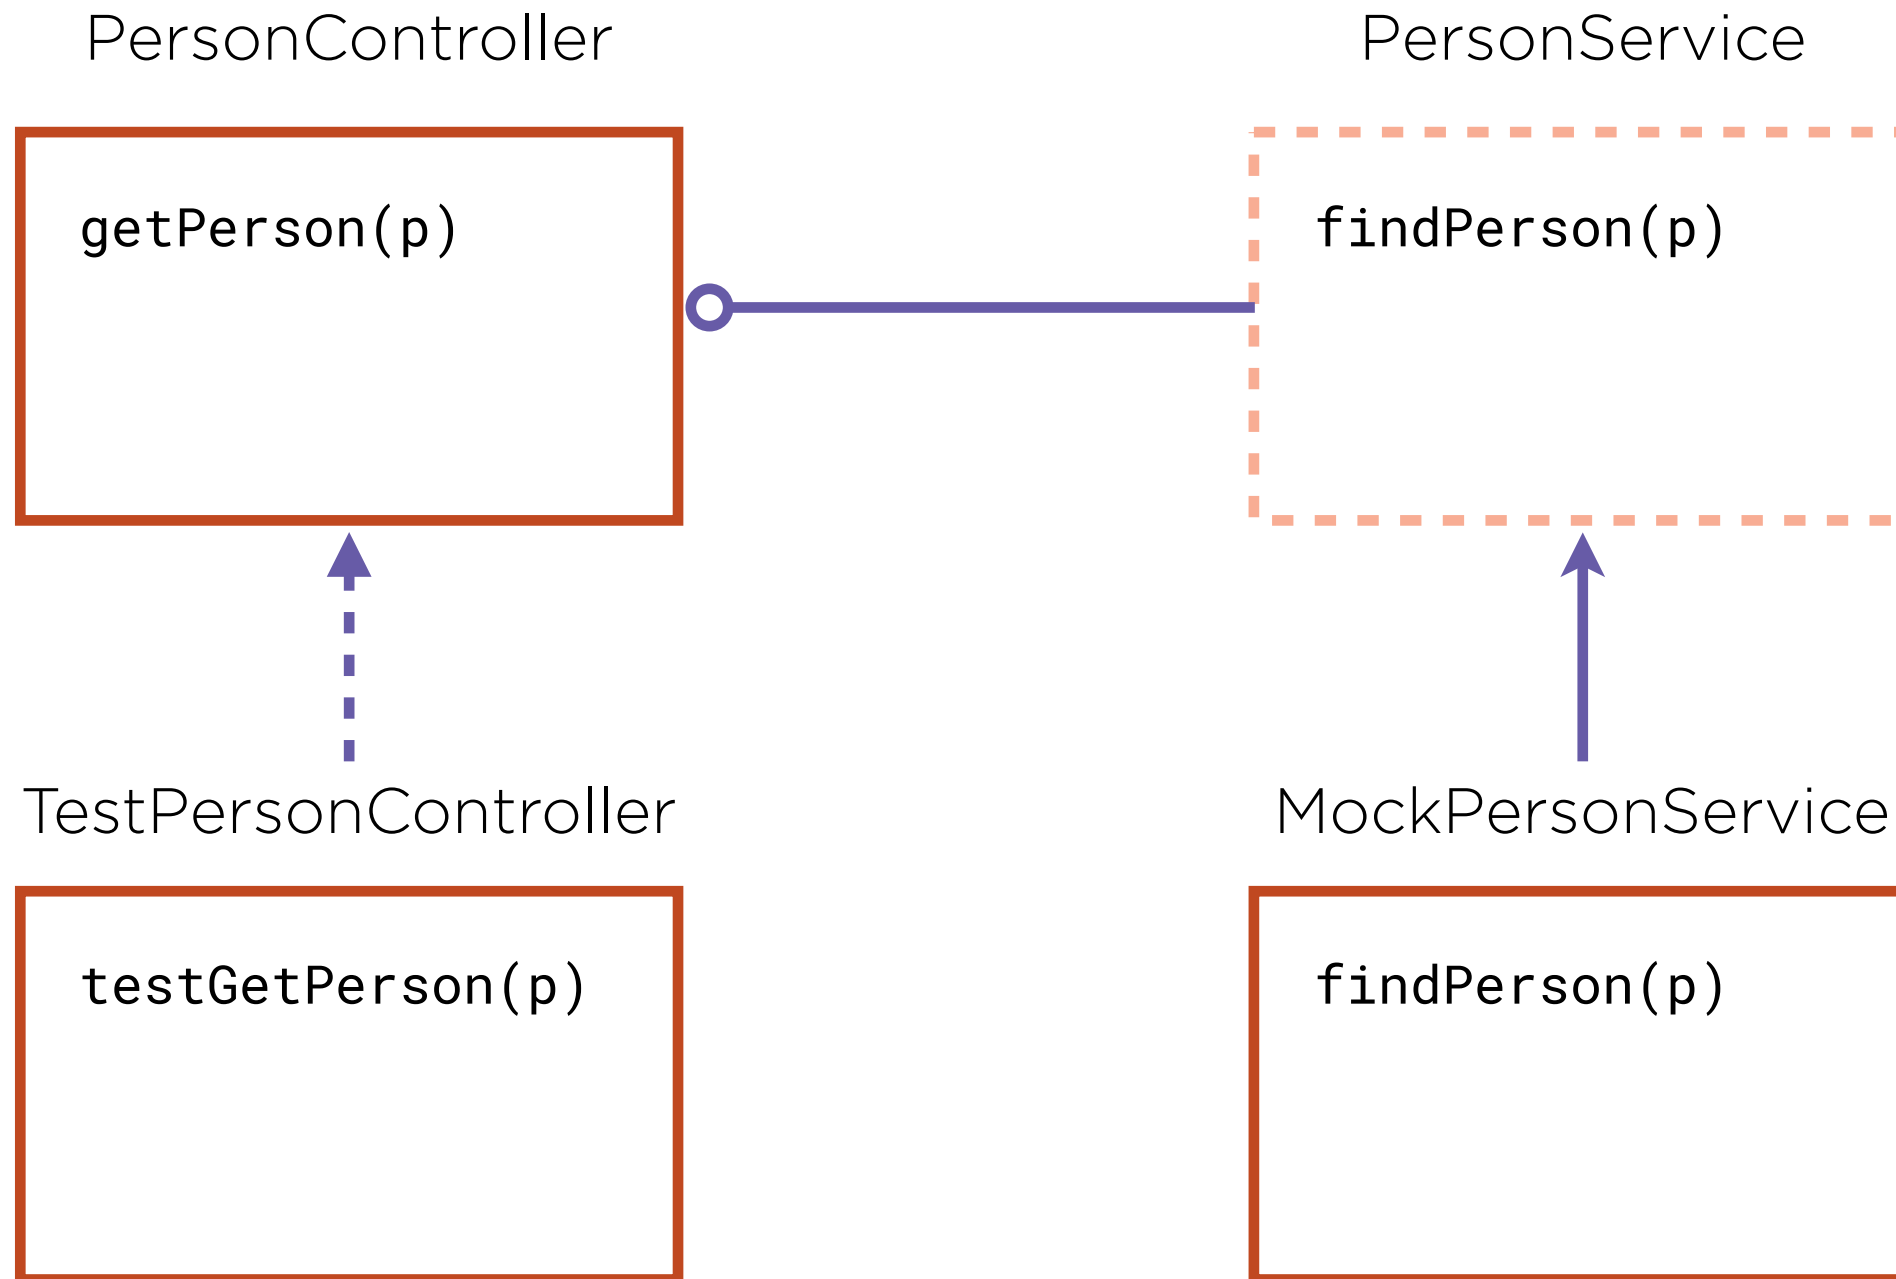 PersonController
PersonService
getPerson(p)
findPerson(p)
TestPersonController
MockPersonService
testGetPerson(p)
findPerson(p)